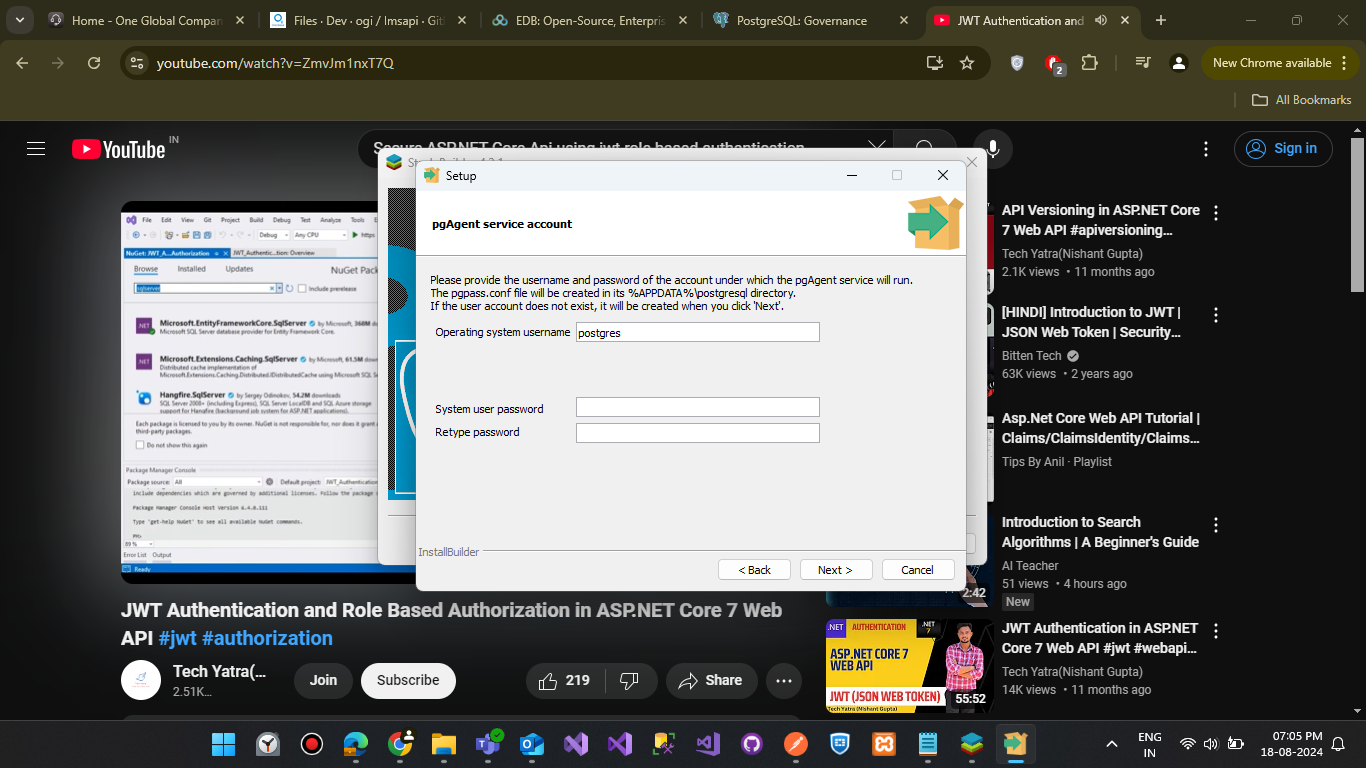 Home - One Global Compan
Files · Dev · ogi / lmsapi · Git
EDB: Open-Source, Enterpris
PostgreSQL: Governance
JWT Authentication and
youtube.com/watch?v=ZmvJm1nxT7Q
2
New Chrome available
All Bookmarks
YouTube
IN
Secure ASP.NET Core Api using jwt role based authentication
Sign in
Setup
pgAgent service account
Please provide the username and password of the account under which the pgAgent service will run.
The pgpass.conf file will be created in its %APPDATA%\postgresql directory.
If the user account does not exist, it will be created when you click 'Next'.
Operating system username
postgres
System user password
Retype password
InstallBuilder
< Back
Next >
Cancel
File Edit View Git Project Build Debug Test Analyze Tools
Debug
Any CPU
https
NuGet: JWT_A...Authorization
JWT_Authentic...tion: Overview
Browse
Installed
Updates
NuGet Pack
sqlserver
Include prerelease
Microsoft.EntityFrameworkCore.SqlServer by Microsoft, 368M dow
Microsoft SQL Server database provider for Entity Framework Core.
Microsoft.Extensions.Caching.SqlServer by Microsoft, 61.5M down
Distributed cache implementation of
Microsoft.Extensions.Caching.Distributed.IDistributedCache using Microsoft SQL Se
Hangfire.SqlServer by Sergey Odinokov, 54.2M downloads
SQL Server 2008+ (including Express), SQL Server LocalDB and SQL Azure storage
support for Hangfire (background job system for ASP.NET applications).
Each package is licensed to you by its owner. NuGet is not responsible for, nor does it grant a
third-party packages.
Do not show this again
Package Manager Console
Package source: All
Default project: JWT_Authentication
include dependencies which are governed by additional licenses. Follow the package s
Package Manager Console Host Version 6.4.0.111
Type 'get-help NuGet' to see all available NuGet commands.
PM>
89 %
Error List Output
Ready
JWT Authentication and Role Based Authorization in ASP.NET Core 7 Web
API #jwt #authorization
Tech Yatra(...
2.51K...
Join
Subscribe
219
Share
API Versioning in ASP.NET Core
7 Web API #apiversioning...
Tech Yatra(Nishant Gupta)
2.1K views • 11 months ago
[HINDI] Introduction to JWT |
JSON Web Token | Security...
Bitten Tech
63K views • 2 years ago
Asp.Net Core Web API Tutorial |
Claims/ClaimsIdentity/Claims...
Tips By Anil · Playlist
Introduction to Search
Algorithms | A Beginner's Guide
AI Teacher
51 views • 4 hours ago
New
2:42
.NET
AUTHENTICATION
.NET
7
ASP.NET CORE 7
WEB API
JWT (JSON WEB TOKEN)
Tech Yatra (Nishant Gupta)
55:52
JWT Authentication in ASP.NET
Core 7 Web API #jwt #webapi...
Tech Yatra(Nishant Gupta)
14K views • 11 months ago
ENG
IN
07:05 PM
18-08-2024